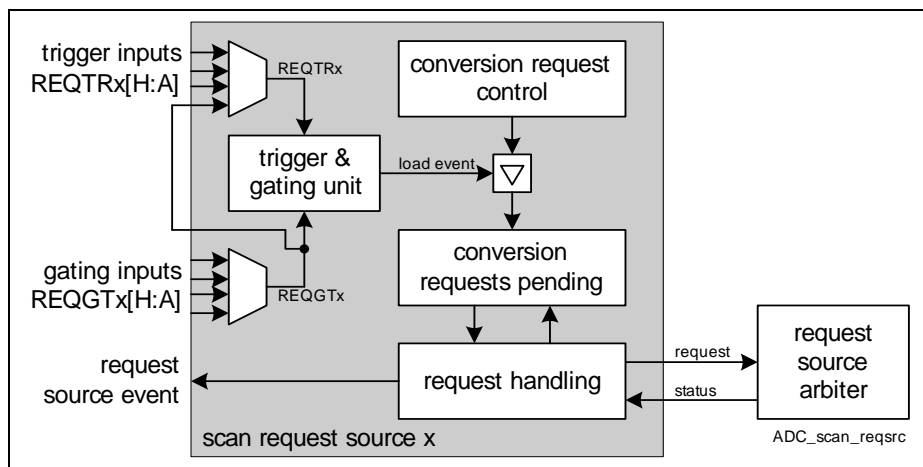 trigger inputs
REQTRx[H:A]
REQTRx
conversion request
control
trigger &
gating unit
load event
gating inputs
REQGTx[H:A]
REQGTx
conversion
requests pending
request
source event
request handling
request
status
request
source
arbiter
scan request source x
ADC_scan_reqsrc